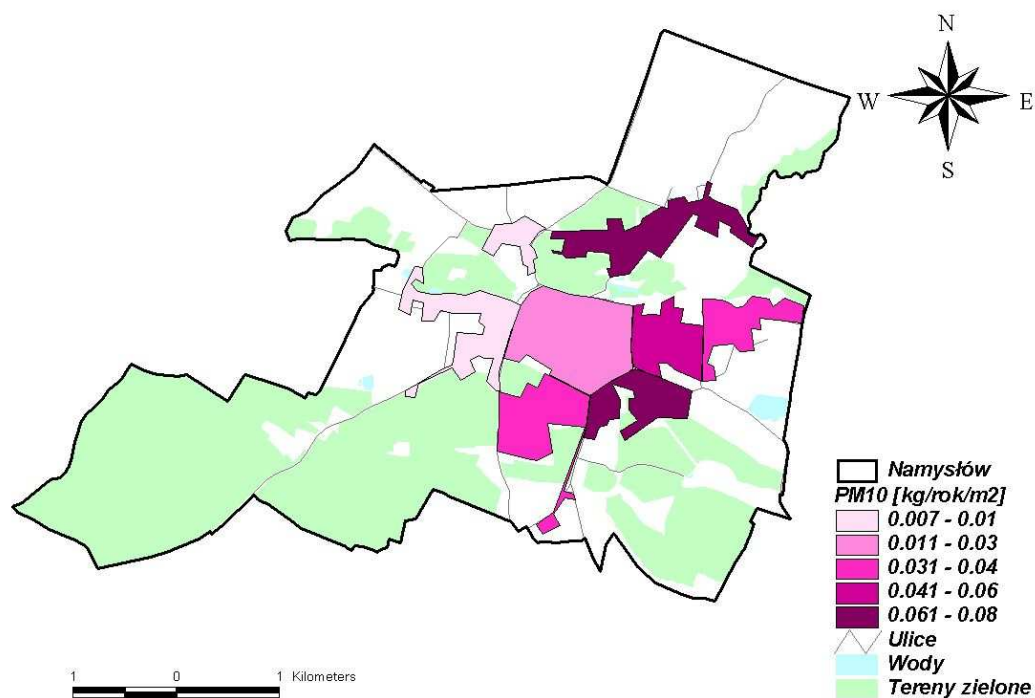 N
W E
S
Namysłów
PM10 [kg/rok/m2]
0.007 - 0.01
0.011 - 0.03
0.031 - 0.04
0.041 - 0.06
0.061 - 0.08
Ulice
Wody
Tereny zielone
1 0 1 Kilometers